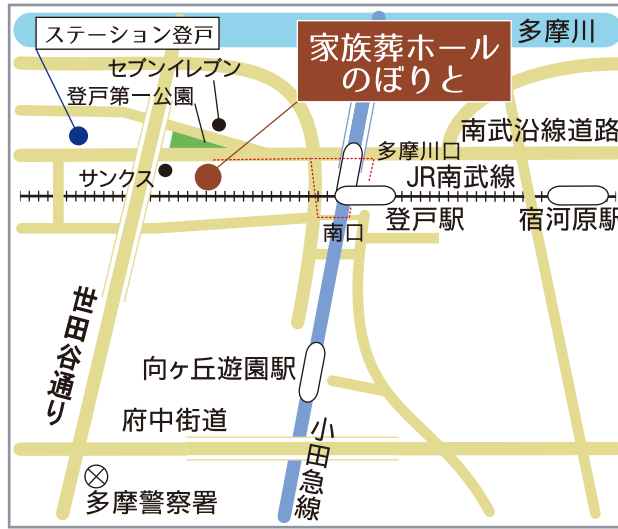 ステーション登戸
家族葬ホール
のぼりと
多摩川
セブンイレブン
登戸第一公園
南武沿線道路
多摩川口
サンクス
JR南武線
登戸駅
宿河原駅
南口
世田谷通り
向ヶ丘遊園駅
府中街道
小田急線
多摩警察署